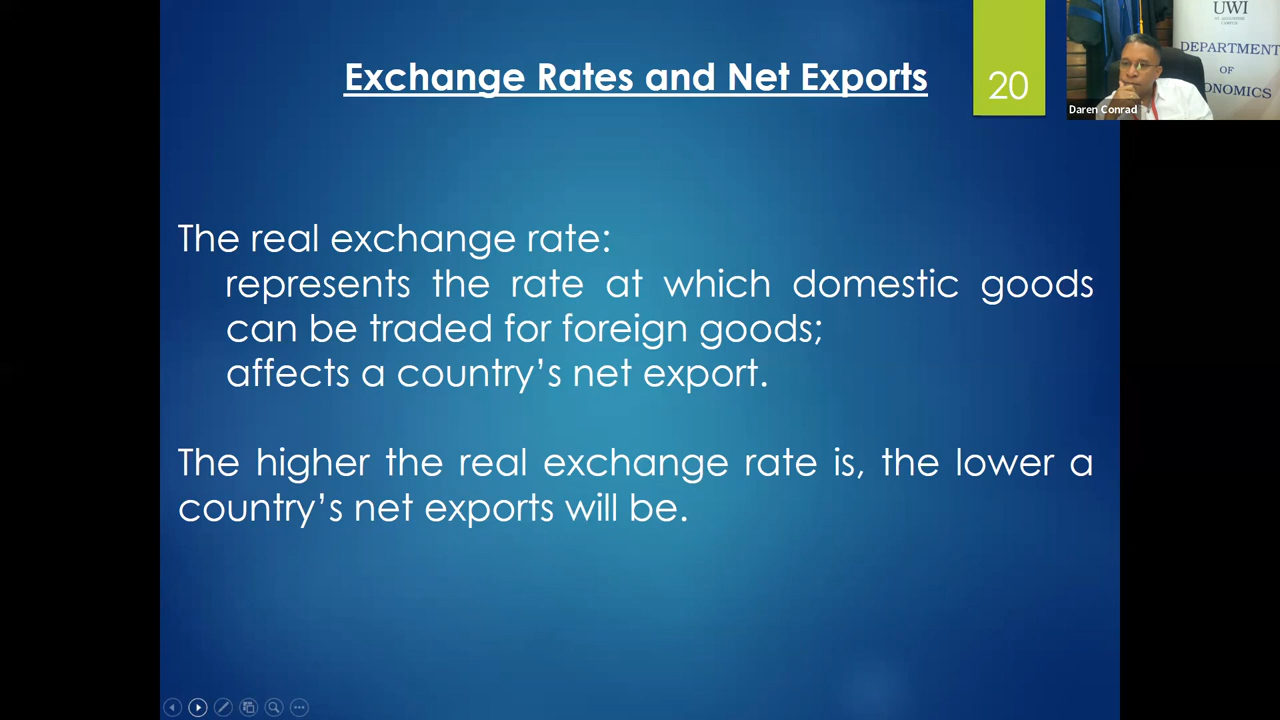 Exchange Rates and Net Exports
20
UWI
DEPARTMENT
OF
ONOMICS
Daren Conrad
The real exchange rate:
represents the rate at which domestic goods
can be traded for foreign goods;
affects a country’s net export.
The higher the real exchange rate is, the lower a
country’s net exports will be.